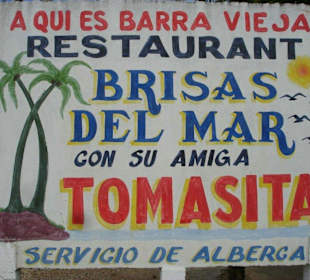 A QUI ES BARRA VIEJA
RESTAURANT
BRISAS
DEL MAR
CON SU AMIGA
TOMASITA
SERVICIO DE ALBERCA